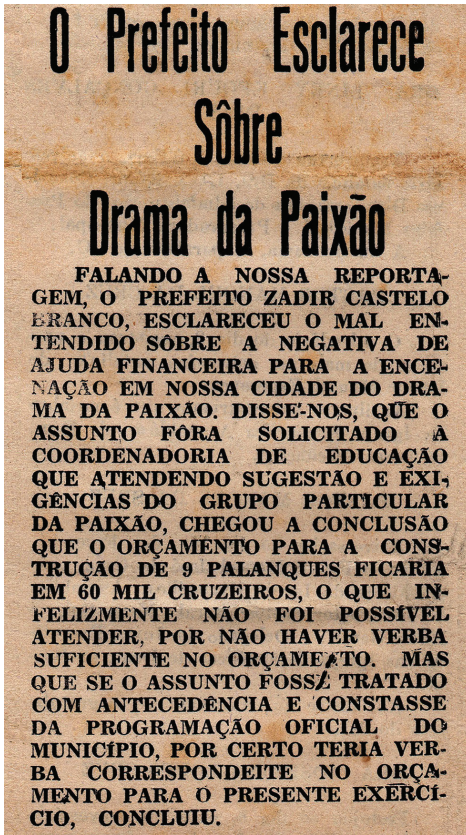 O Prefeito Esclarece
Sôbre
Drama da Paixão
FALANDO A NOSSA REPORTA-
GEM, O PREFEITO ZADIR CASTELO
BRANCO, ESCLARECEU O MAL EN-
TENDIDO SÔBRE A NEGATIVA DE
AJUDA FINANCEIRA PARA A ENCE-
NAÇÃO EM NOSSA CIDADE DO DRA-
MA DA PAIXÃO. DISSE-NOS, QUE O
ASSUNTO FÔRA SOLICITADO À
COORDENADORIA DE EDUCAÇÃO
QUE ATENDENDO SUGESTÃO E EXI-
GÊNCIAS DO GRUPO PARTICULAR
DA PAIXÃO, CHEGOU A CONCLUSÃO
QUE O ORÇAMENTO PARA A CONS-
TRUÇÃO DE 9 PALANQUES FICARIA
EM 60 MIL CRUZEIROS, O QUE IN-
FELIZMENTE NÃO FOI POSSÍVEL
ATENDER, POR NÃO HAVER VERBA
SUFICIENTE NO ORÇAMENTO. MAS
QUE SE O ASSUNTO FOSSE TRATADO
COM ANTECEDÊNCIA E CONSTASSE
DA PROGRAMAÇÃO OFICIAL DO
MUNICÍPIO, POR CERTO TERIA VER-
BA CORRESPONDEITE NO ORÇA-
MENTO PARA O PRESENTE EXERCÍ-
CIO, CONCLUIU.